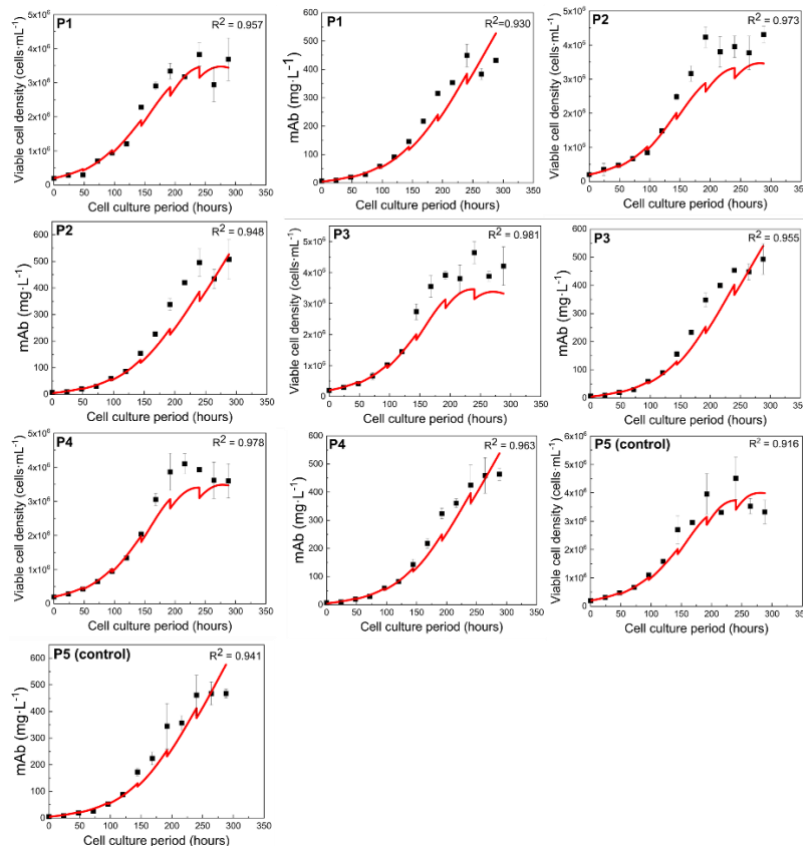 P1
R² = 0.957
Viable cell density (cells·mL⁻¹)
4x10⁶
3x10⁶
2x10⁶
1x10⁶
0
0 50 100 150 200 250 300 350
Cell culture period (hours)
P1
R²=0.930
mAb (mg·L⁻¹)
500
400
300
200
100
0
0 50 100 150 200 250 300 350
Cell culture period (hours)
P2
R² = 0.973
Viable cell density (cells·mL⁻¹)
5x10⁶
4x10⁶
3x10⁶
2x10⁶
1x10⁶
0
0 50 100 150 200 250 300 350
Cell culture period (hours)
P2
R² = 0.948
mAb (mg·L⁻¹)
600
500
400
300
200
100
0
0 50 100 150 200 250 300 350
Cell culture period (hours)
P3
R² = 0.981
Viable cell density (cells·mL⁻¹)
5x10⁶
4x10⁶
3x10⁶
2x10⁶
1x10⁶
0
0 50 100 150 200 250 300 350
Cell culture period (hours)
P3
R² = 0.955
mAb (mg·L⁻¹)
600
500
400
300
200
100
0
0 50 100 150 200 250 300 350
Cell culture period (hours)
P4
R² = 0.978
Viable cell density (cells·mL⁻¹)
5x10⁶
4x10⁶
3x10⁶
2x10⁶
1x10⁶
0
0 50 100 150 200 250 300 350
Cell culture period (hours)
P4
R² = 0.963
mAb (mg·L⁻¹)
600
500
400
300
200
100
0
0 50 100 150 200 250 300 350
Cell culture period (hours)
P5 (control)
R² = 0.916
Viable cell density (cells·mL⁻¹)
6x10⁶
5x10⁶
4x10⁶
3x10⁶
2x10⁶
1x10⁶
0
0 50 100 150 200 250 300 350
Cell culture period (hours)
P5 (control)
R² = 0.941
mAb (mg·L⁻¹)
600
500
400
300
200
100
0
0 50 100 150 200 250 300 350
Cell culture period (hours)